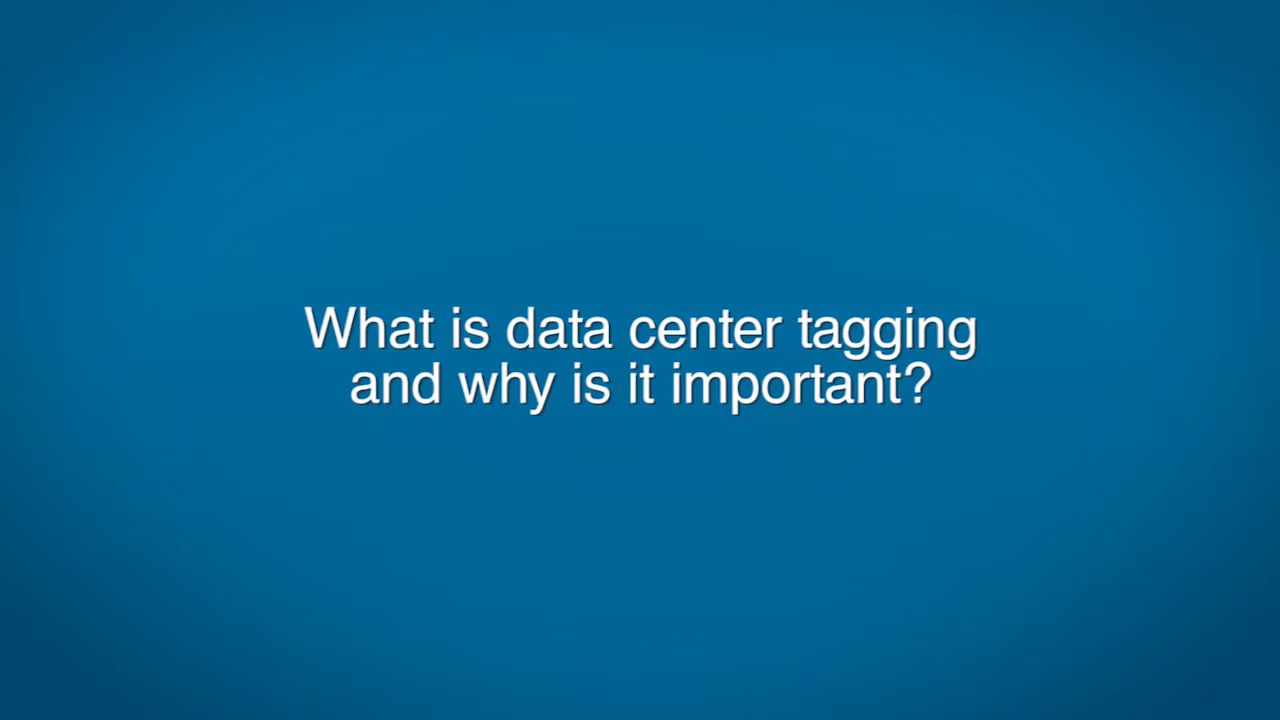 What is data center tagging
and why is it important?